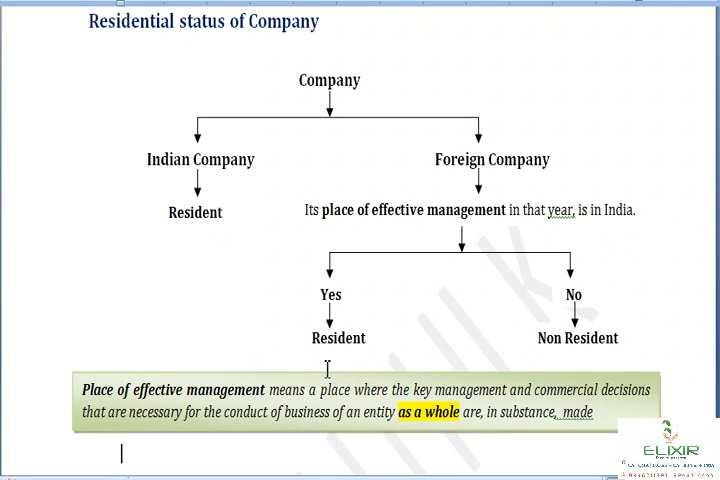 Residential status of Company
Company
Indian Company
Foreign Company
Resident
Its place of effective management in that year, is in India.
Yes
No
Resident
Non Resident
Place of effective management means a place where the key management and commercial decisions
that are necessary for the conduct of business of an entity as a whole are, in substance, made
ELIXIR